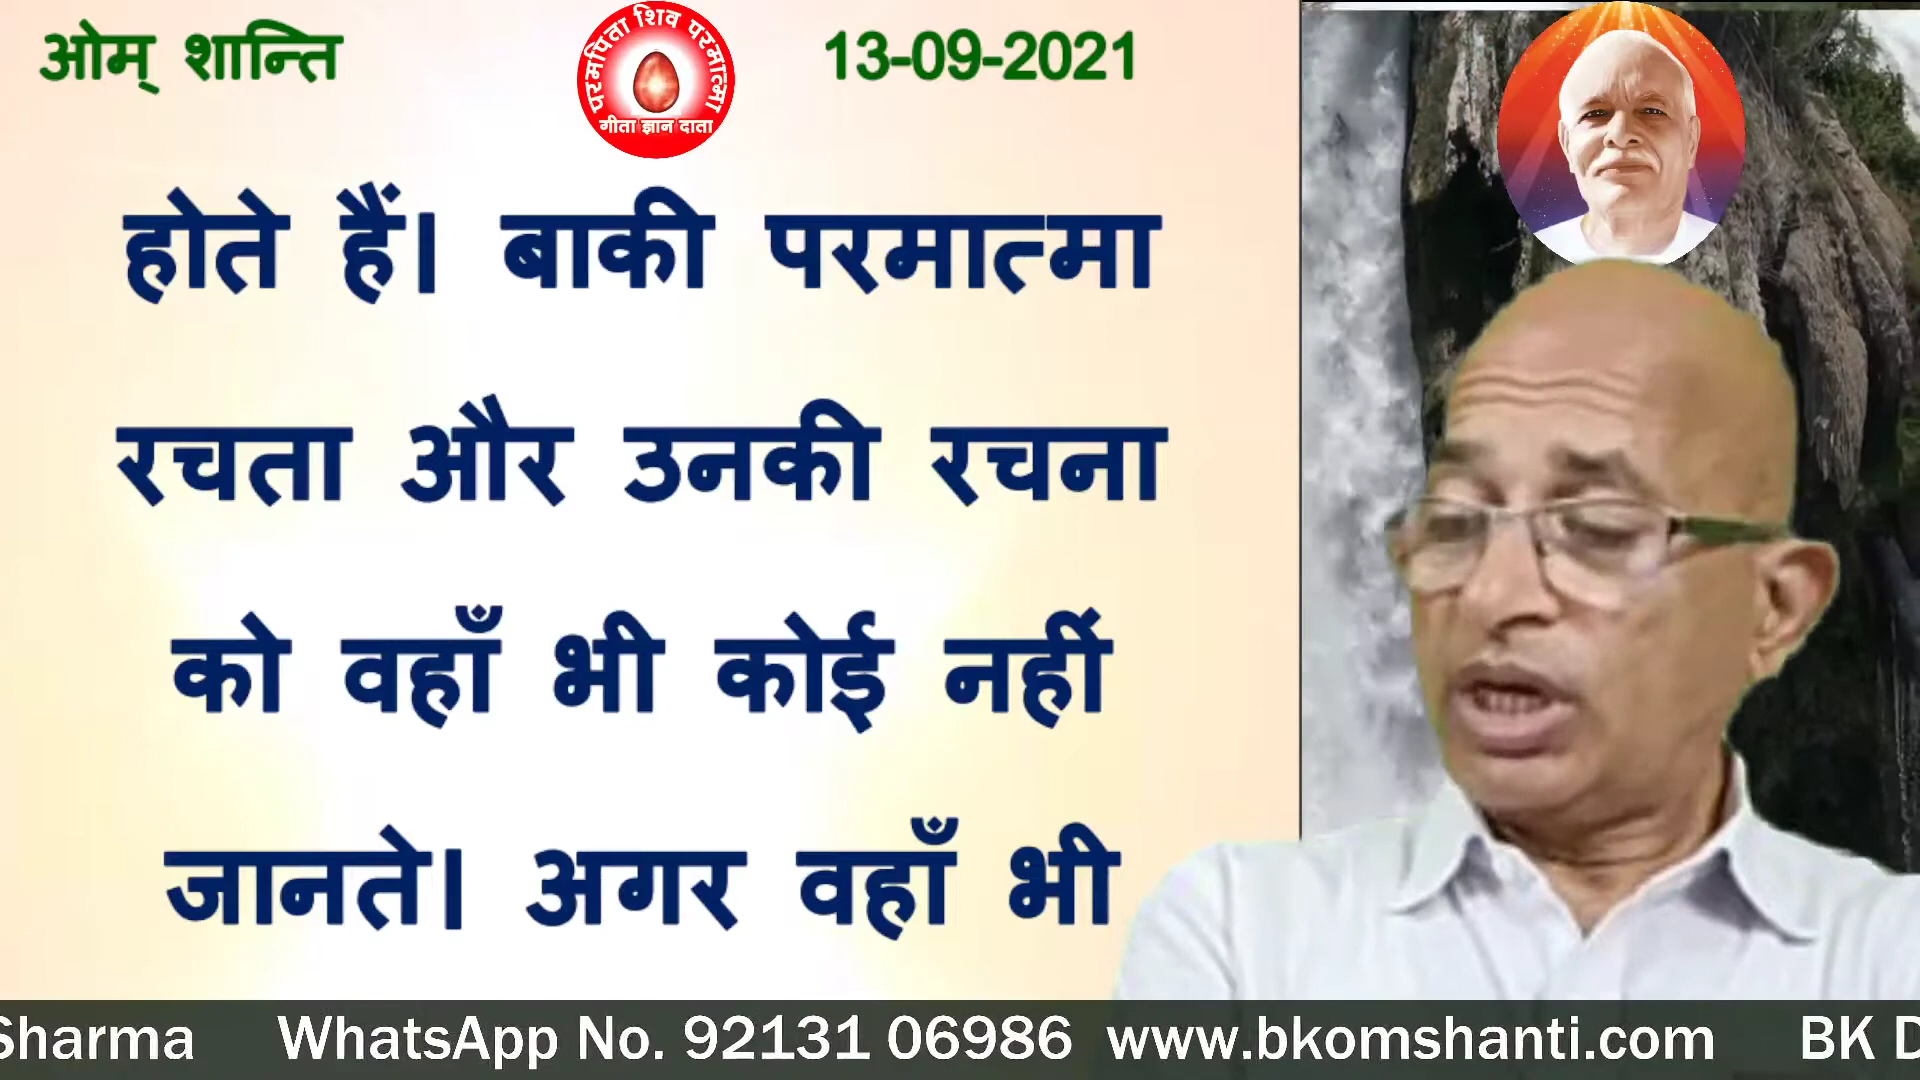 ओम् शान्ति
परमपिता शिव परमात्मा
गीता ज्ञान दाता
13-09-2021
होते हैं। बाकी परमात्मा
रचता और उनकी रचना
को वहाँ भी कोई नहीं
जानते। अगर वहाँ भी
Sharma WhatsApp No. 92131 06986 www.bkomshanti.com BK D